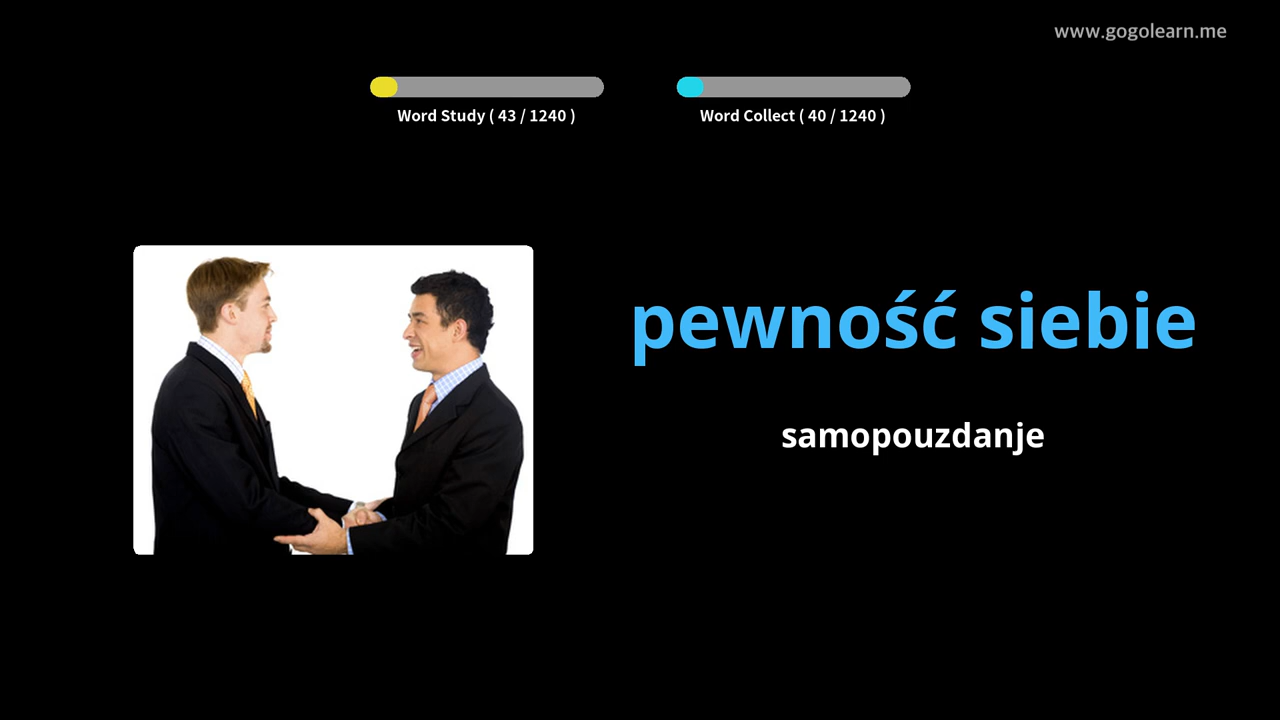 www.gogolearn.me
Word Study ( 43 / 1240 )
Word Collect ( 40 / 1240 )
pewność siebie
samopouzdanje